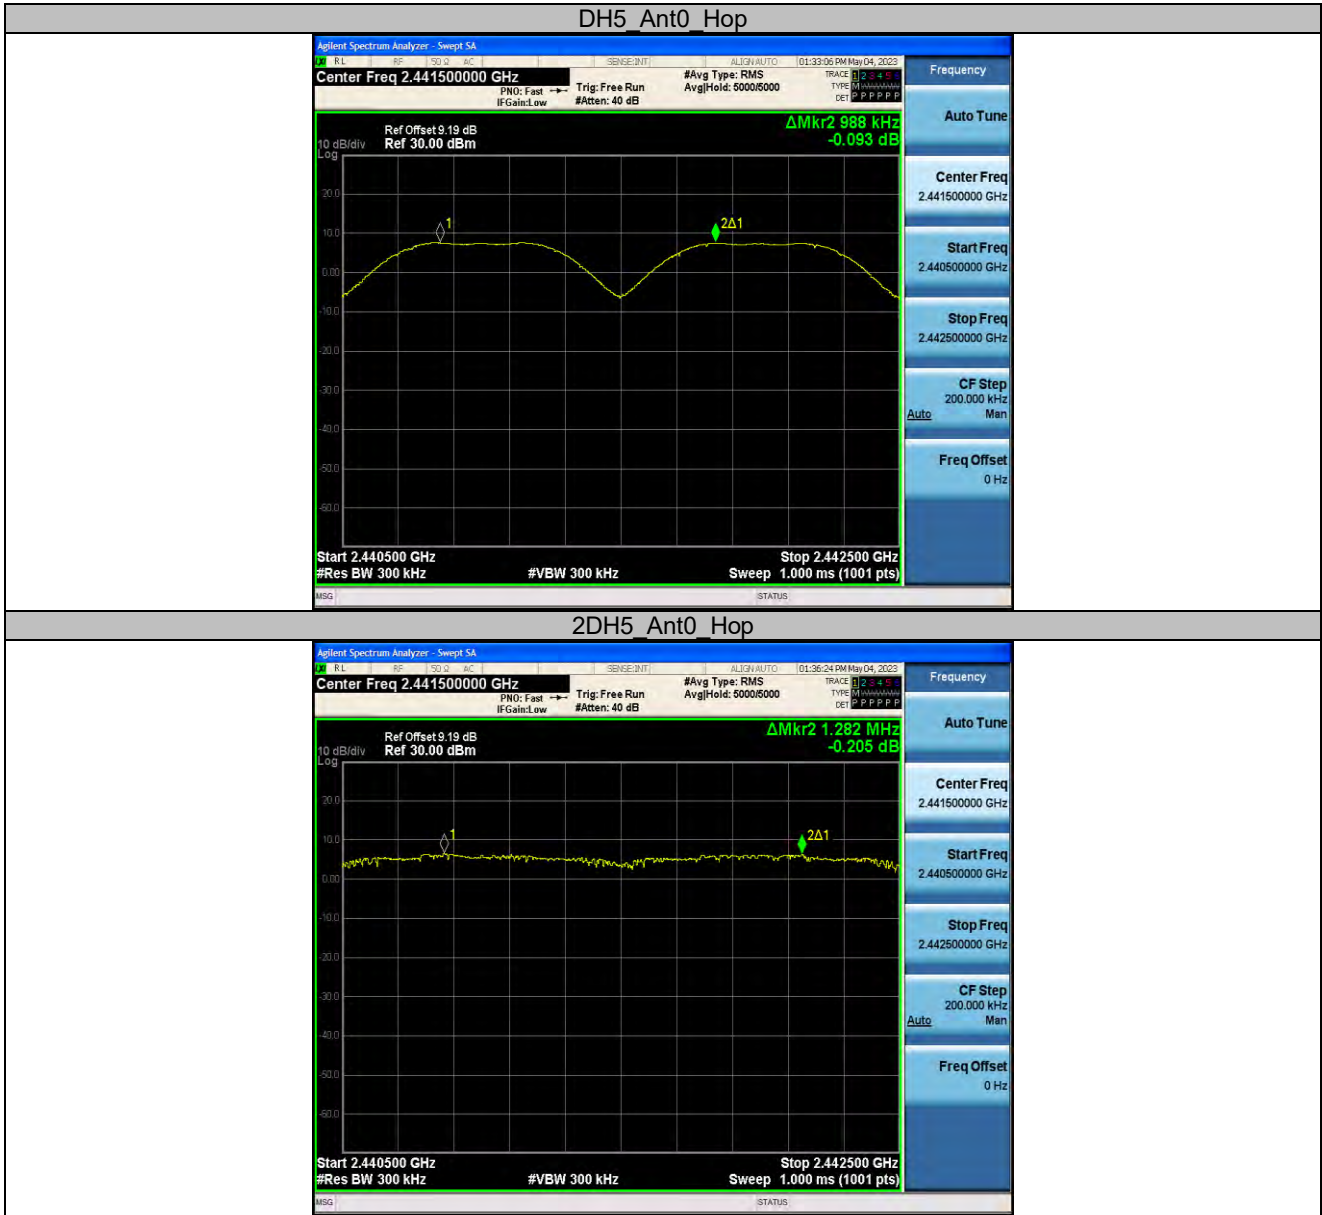 DH5_Ant0_Hop
Agilent Spectrum Analyzer - Swept SA
RL RF 50 Ω AC SENSE:INT ALIGN AUTO 01:33:06 PM May 04, 2023
Center Freq 2.441500000 GHz
PNO: Fast
IFGain:Low
Trig: Free Run
#Atten: 40 dB
#Avg Type: RMS
Avg|Hold: 5000/5000
TRACE 1 2 3 4 5 6
TYPE M
DET P P P P P P
Ref Offset 9.19 dB
10 dB/div Ref 30.00 dBm
Log
ΔMkr2 988 kHz
-0.093 dB
20.0
10.0
0.00
-10.0
-20.0
-30.0
-40.0
-50.0
-60.0
1
2Δ1
Start 2.440500 GHz
Stop 2.442500 GHz
#Res BW 300 kHz
#VBW 300 kHz
Sweep 1.000 ms (1001 pts)
MSG
STATUS
Frequency
Auto Tune
Center Freq
2.441500000 GHz
Start Freq
2.440500000 GHz
Stop Freq
2.442500000 GHz
CF Step
200.000 kHz
Auto Man
Freq Offset
0 Hz
2DH5_Ant0_Hop
Agilent Spectrum Analyzer - Swept SA
RL RF 50 Ω AC SENSE:INT ALIGN AUTO 01:36:24 PM May 04, 2023
Center Freq 2.441500000 GHz
PNO: Fast
IFGain:Low
Trig: Free Run
#Atten: 40 dB
#Avg Type: RMS
Avg|Hold: 5000/5000
TRACE 1 2 3 4 5 6
TYPE M
DET P P P P P P
Ref Offset 9.19 dB
10 dB/div Ref 30.00 dBm
Log
ΔMkr2 1.282 MHz
-0.205 dB
20.0
10.0
0.00
-10.0
-20.0
-30.0
-40.0
-50.0
-60.0
1
2Δ1
Start 2.440500 GHz
Stop 2.442500 GHz
#Res BW 300 kHz
#VBW 300 kHz
Sweep 1.000 ms (1001 pts)
MSG
STATUS
Frequency
Auto Tune
Center Freq
2.441500000 GHz
Start Freq
2.440500000 GHz
Stop Freq
2.442500000 GHz
CF Step
200.000 kHz
Auto Man
Freq Offset
0 Hz